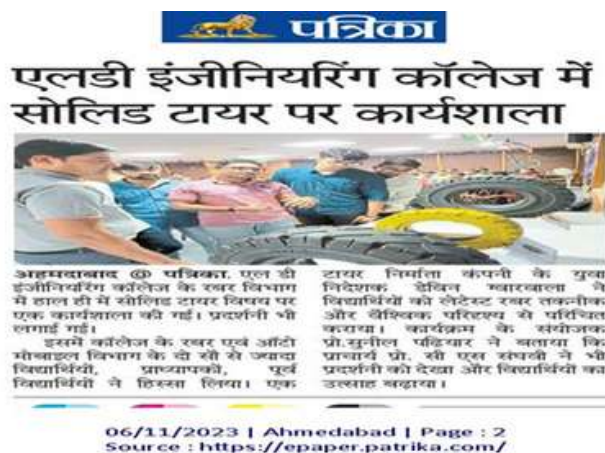 पत्रिका
एलडी इंजीनियरिंग कॉलेज में
सोलिड टायर पर कार्यशाला
अहमदाबाद @ पत्रिका. एल डी
इंजीनियरिंग कॉलेज के रबर विभाग
में हाल ही में सोलिड टायर विषय पर
एक कार्यशाला की गई। प्रदर्शनी भी
लगाई गई।
इसमें कॉलेज के रबर एवं ऑटो
मोबाइल विभाग के दो सौ से ज्यादा
विद्यार्थियों, प्राध्यापकों, पूर्व
विद्यार्थियों ने हिस्सा लिया। एक
टायर निर्माता कंपनी के युवा
निदेशक डेविन ग्वारवाला ने
विद्यार्थियों को लेटेस्ट रबर तकनीक
और वैश्विक परिदृश्य से परिचित
कराया। कार्यक्रम के संयोजक
प्रो.सुनील पढियार ने बताया कि
प्राचार्य प्रो. सी एस संघवी ने भी
प्रदर्शनी को देखा और विद्यार्थियों का
उत्साह बढ़ाया।
06/11/2023 | Ahmedabad | Page : 2
Source : https://epaper.patrika.com/